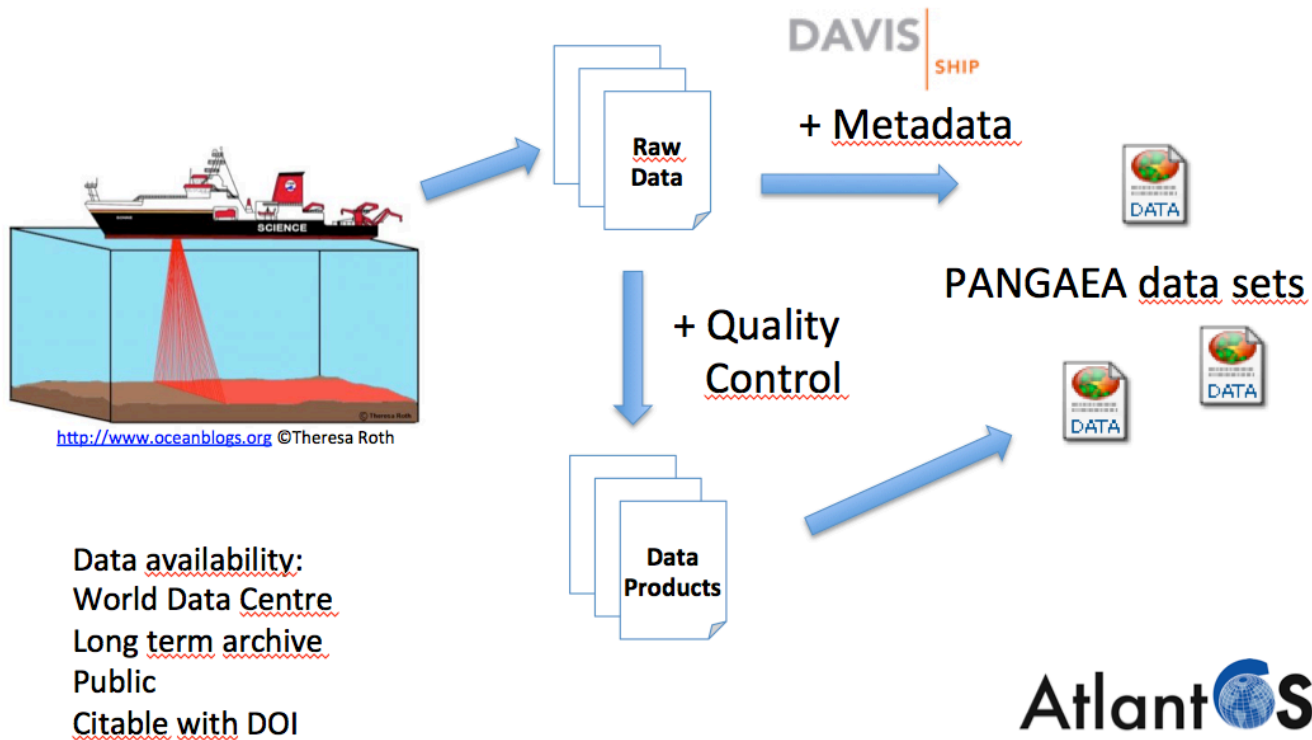 DAVIS
SHIP
+ Metadata
Raw
Data
DATA
SCIENCE
PANGAEA data sets
+ Quality
Control
DATA
DATA
© Theresa Roth
http://www.oceanblogs.org ©Theresa Roth
Data
Products
Data availability:
World Data Centre
Long term archive
Public
Citable with DOI
AtlantOS